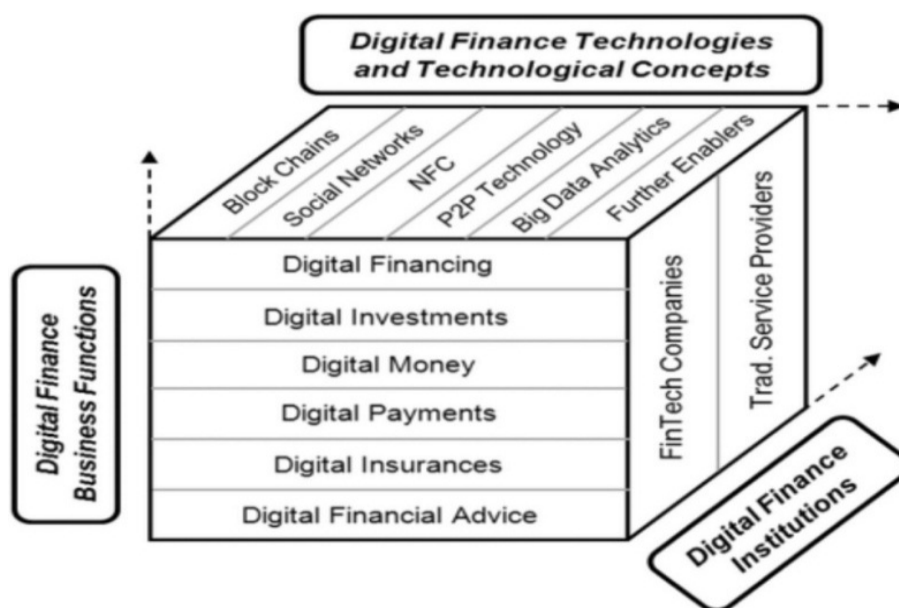 Digital Finance Technologies
and Technological Concepts
Block Chains
Social Networks
NFC
P2P Technology
Big Data Analytics
Further Enablers
Digital Finance
Business Functions
Digital Financing
Digital Investments
Digital Money
Digital Payments
Digital Insurances
Digital Financial Advice
FinTech Companies
Trad. Service Providers
Digital Finance
Institutions